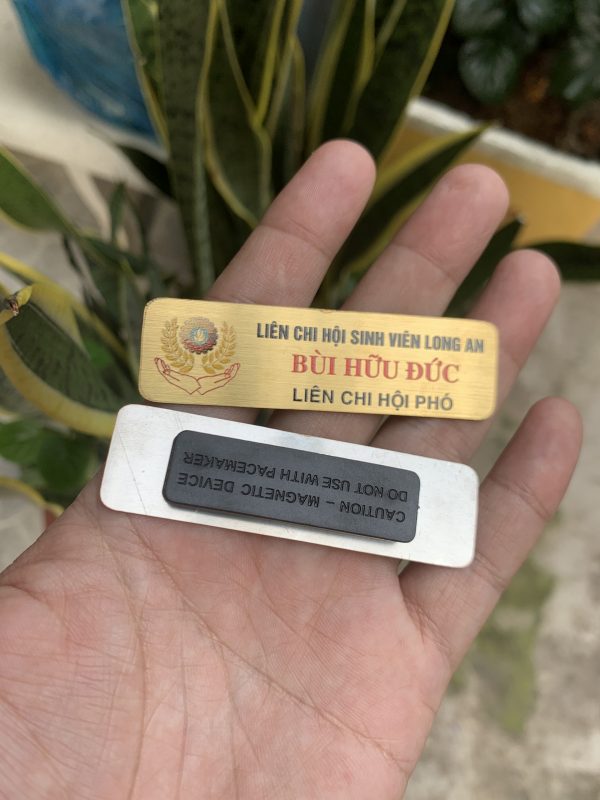 LIÊN CHI HỘI SINH VIÊN LONG AN
BÙI HỮU ĐỨC
LIÊN CHI HỘI PHÓ
CAUTION – MAGNETIC DEVICE
DO NOT USE WITH PACEMAKER